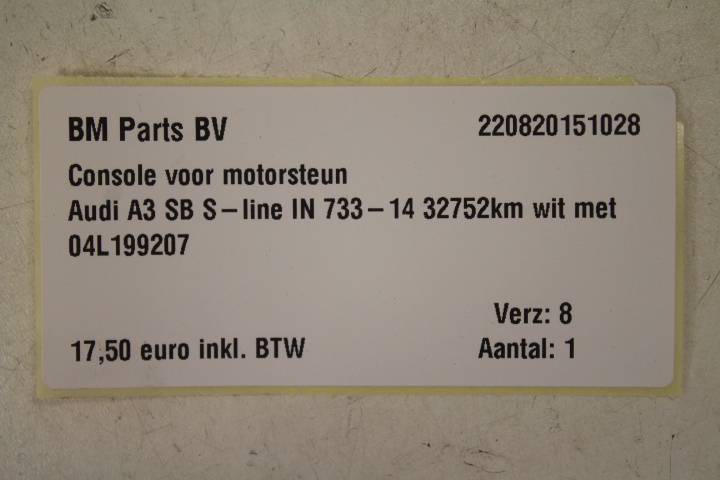 BM Parts BV 220820151028
Console voor motorsteun
Audi A3 SB S-line IN 733-14 32752km wit met
04L199207
Verz: 8
17,50 euro inkl. BTW Aantal: 1